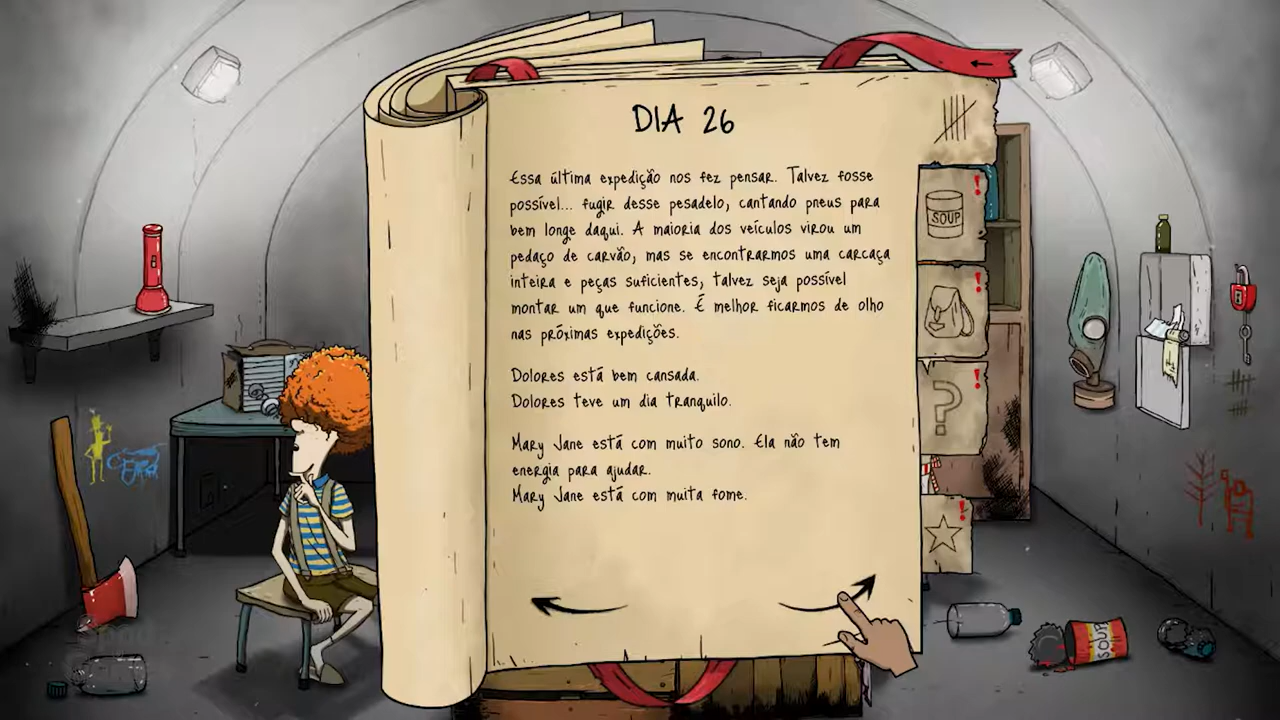 DIA 26
Essa última expedição nos fez pensar. Talvez fosse
possível... fugir desse pesadelo, cantando pneus para
bem longe daqui. A maioria dos veículos virou um
pedaço de carvão, mas se encontrarmos uma carcaça
inteira e peças suficientes, talvez seja possível
montar um que funcione. É melhor ficarmos de olho
nas próximas expedições.
Dolores está bem cansada.
Dolores teve um dia tranquilo.
Mary Jane está com muito sono. Ela não tem
energia para ajudar.
Mary Jane está com muita fome.
!
SOUP
!
!
?
!
SOUP